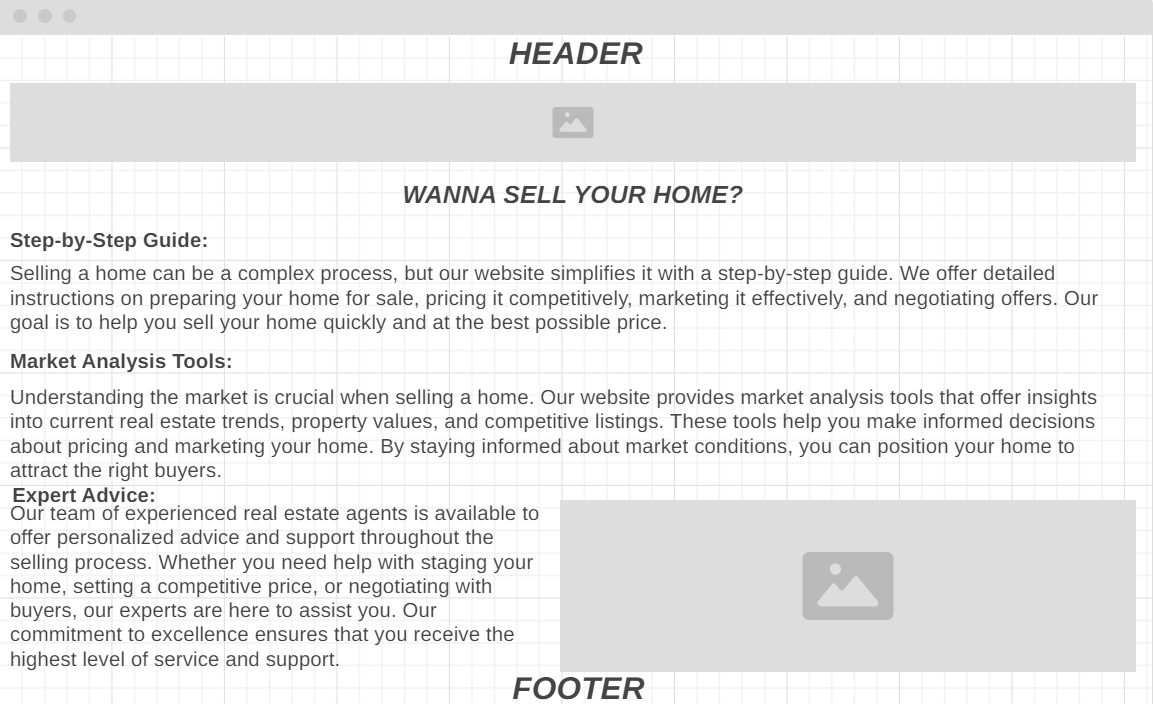 HEADER
WANNA SELL YOUR HOME?
Step-by-Step Guide:
Selling a home can be a complex process, but our website simplifies it with a step-by-step guide. We offer detailed
instructions on preparing your home for sale, pricing it competitively, marketing it effectively, and negotiating offers. Our
goal is to help you sell your home quickly and at the best possible price.
Market Analysis Tools:
Understanding the market is crucial when selling a home. Our website provides market analysis tools that offer insights
into current real estate trends, property values, and competitive listings. These tools help you make informed decisions
about pricing and marketing your home. By staying informed about market conditions, you can position your home to
attract the right buyers.
Expert Advice:
Our team of experienced real estate agents is available to
offer personalized advice and support throughout the
selling process. Whether you need help with staging your
home, setting a competitive price, or negotiating with
buyers, our experts are here to assist you. Our
commitment to excellence ensures that you receive the
highest level of service and support.
FOOTER